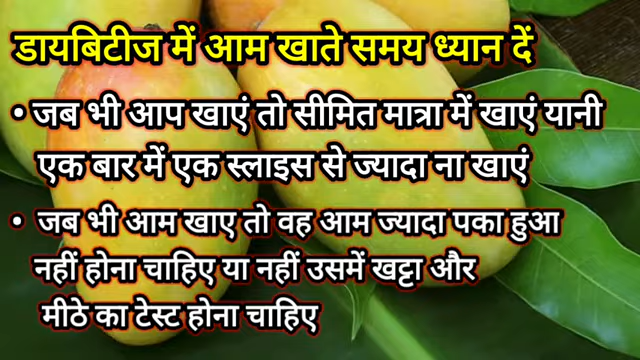 डायबिटीज में आम खाते समय ध्यान दें
• जब भी आप खाएं तो सीमित मात्रा में खाएं यानी
एक बार में एक स्लाइस से ज्यादा ना खाएं
• जब भी आम खाए तो वह आम ज्यादा पका हुआ
नहीं होना चाहिए या नहीं उसमें खट्टा और
मीठे का टेस्ट होना चाहिए